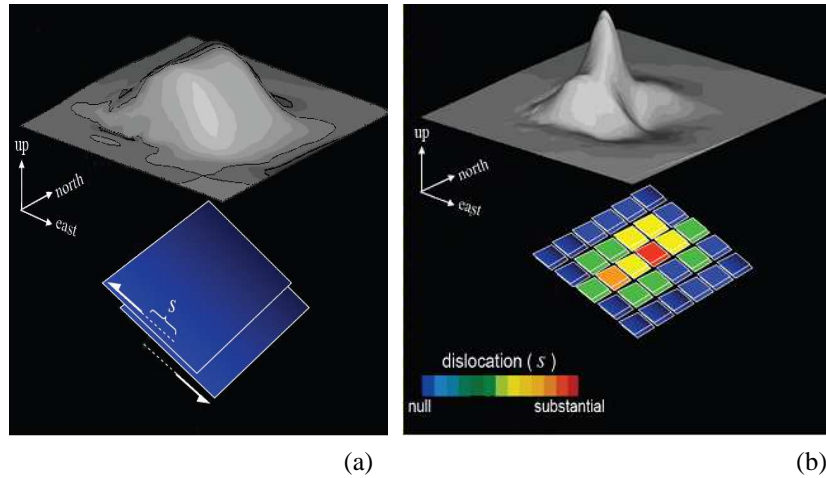 up
north
east
S
(a)
up
north
east
dislocation ( s )
null
substantial
(b)